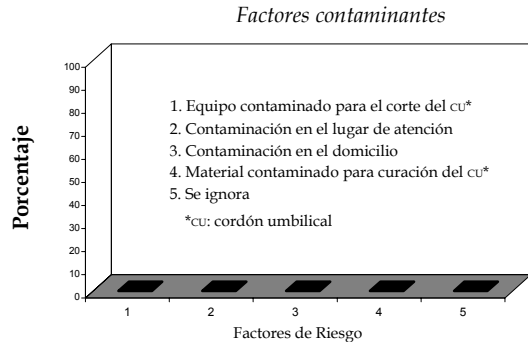 Factores contaminantes
Porcentaje
100
90
80
70
60
50
40
30
20
10
0
1. Equipo contaminado para el corte del CU*
2. Contaminación en el lugar de atención
3. Contaminación en el domicilio
4. Material contaminado para curación del CU*
5. Se ignora
*CU: cordón umbilical
1 2 3 4 5
Factores de Riesgo